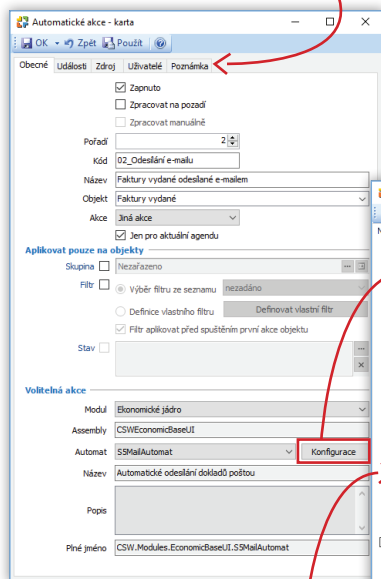 Automatické akce - karta
OK Zpět Použít
Obecné Události Zdroj Uživatelé Poznámka
Zapnuto
Zpracovat na pozadí
Zpracovat manuálně
Pořadí 2
Kód 02_Odesílání e-mailu
Název Faktury vydané odesílané e-mailem
Objekt Faktury vydané
Akce Jiná akce
Jen pro aktuální agendu
Aplikovat pouze na objekty
Skupina Nezařazeno
Filtr Výběr filtru ze seznamu nezadáno
Definice vlastního filtru Definovat vlastní filtr
Filtr aplikovat před spuštěním první akce objektu
Stav
Volitelná akce
Modul Ekonomické jádro
Assembly CSWEconomicBaseUI
Automat S5MailAutomat Konfigurace
Název Automatické odesílání dokladů poštou
Popis
Plné jméno CSW.Modules.EconomicBaseUI.S5MailAutomat